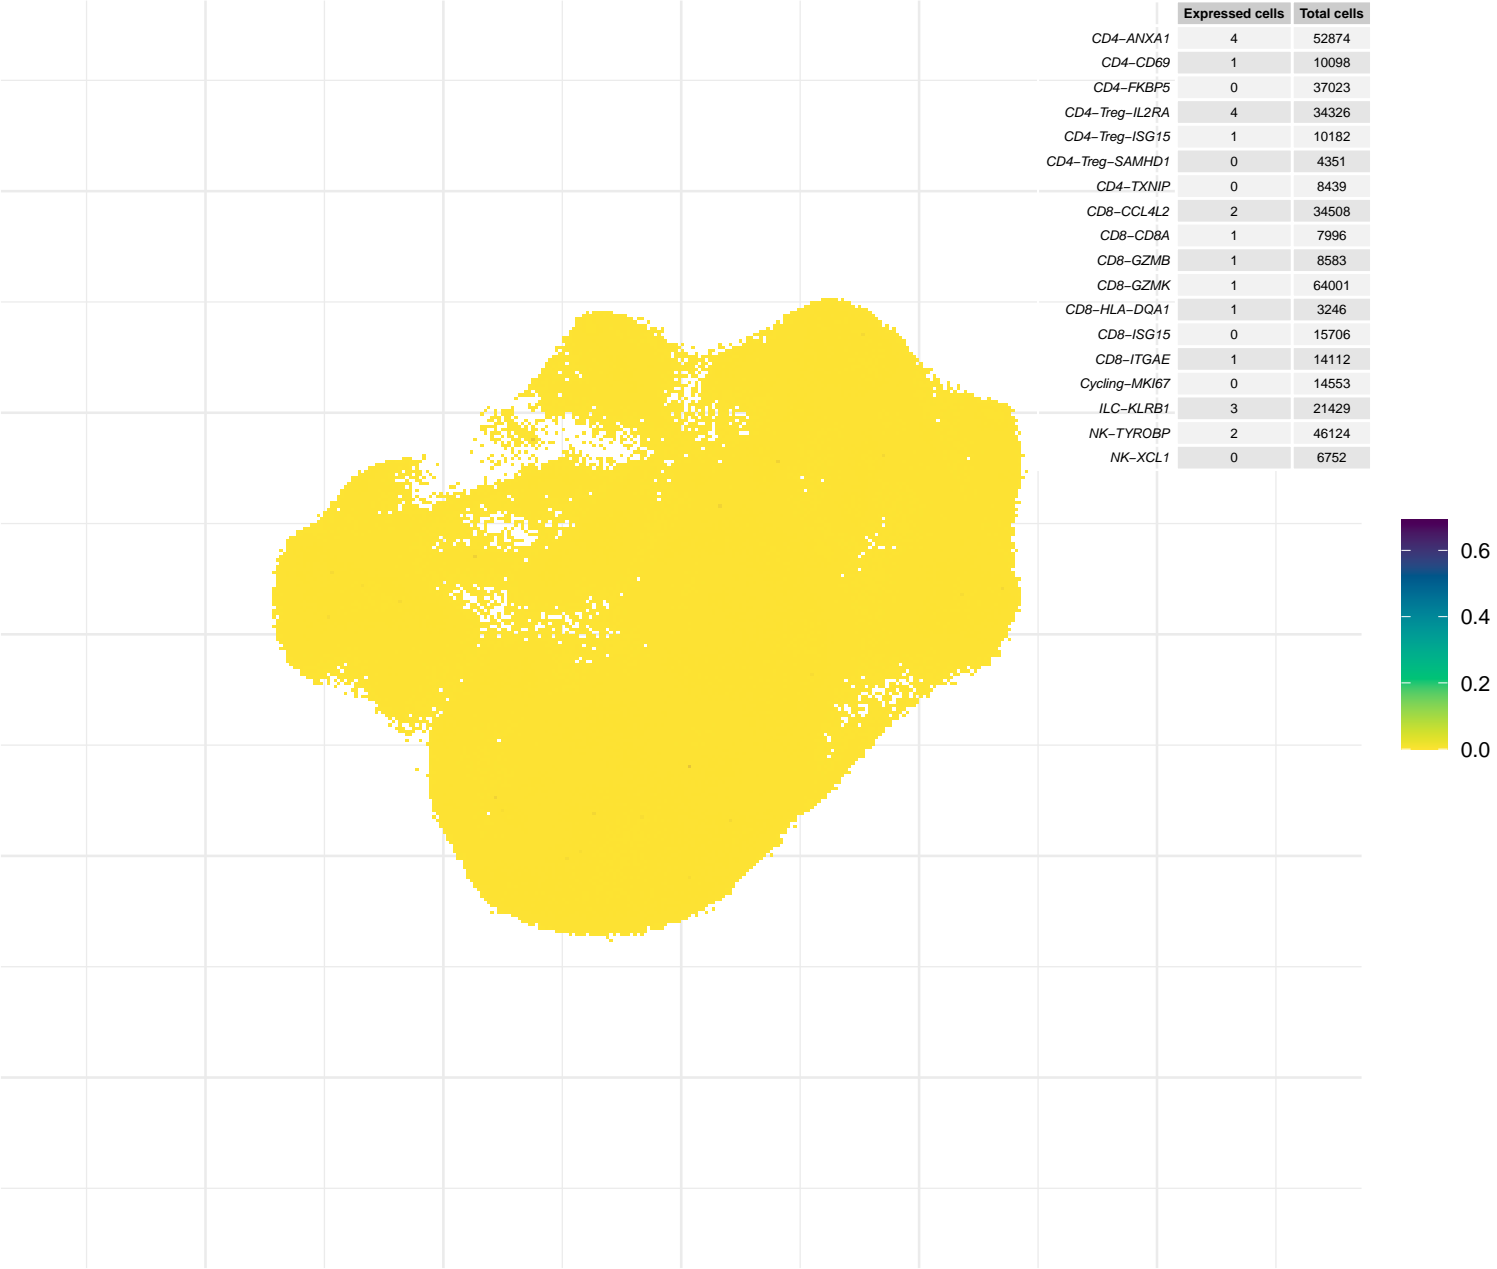 Expressed cells Total cells
CD4−ANXA1 4 52874
CD4−CD69 1 10098
CD4−FKBP5 0 37023
CD4−Treg−IL2RA 4 34326
CD4−Treg−ISG15 1 10182
CD4−Treg−SAMHD1 0 4351
CD4−TXNIP 0 8439
CD8−CCL4L2 2 34508
CD8−CD8A 1 7996
CD8−GZMB 1 8583
CD8−GZMK 1 64001
CD8−HLA−DQA1 1 3246
CD8−ISG15 0 15706
CD8−ITGAE 1 14112
Cycling−MKI67 0 14553
ILC−KLRB1 3 21429
NK−TYROBP 2 46124
NK−XCL1 0 6752
0.6
0.4
0.2
0.0